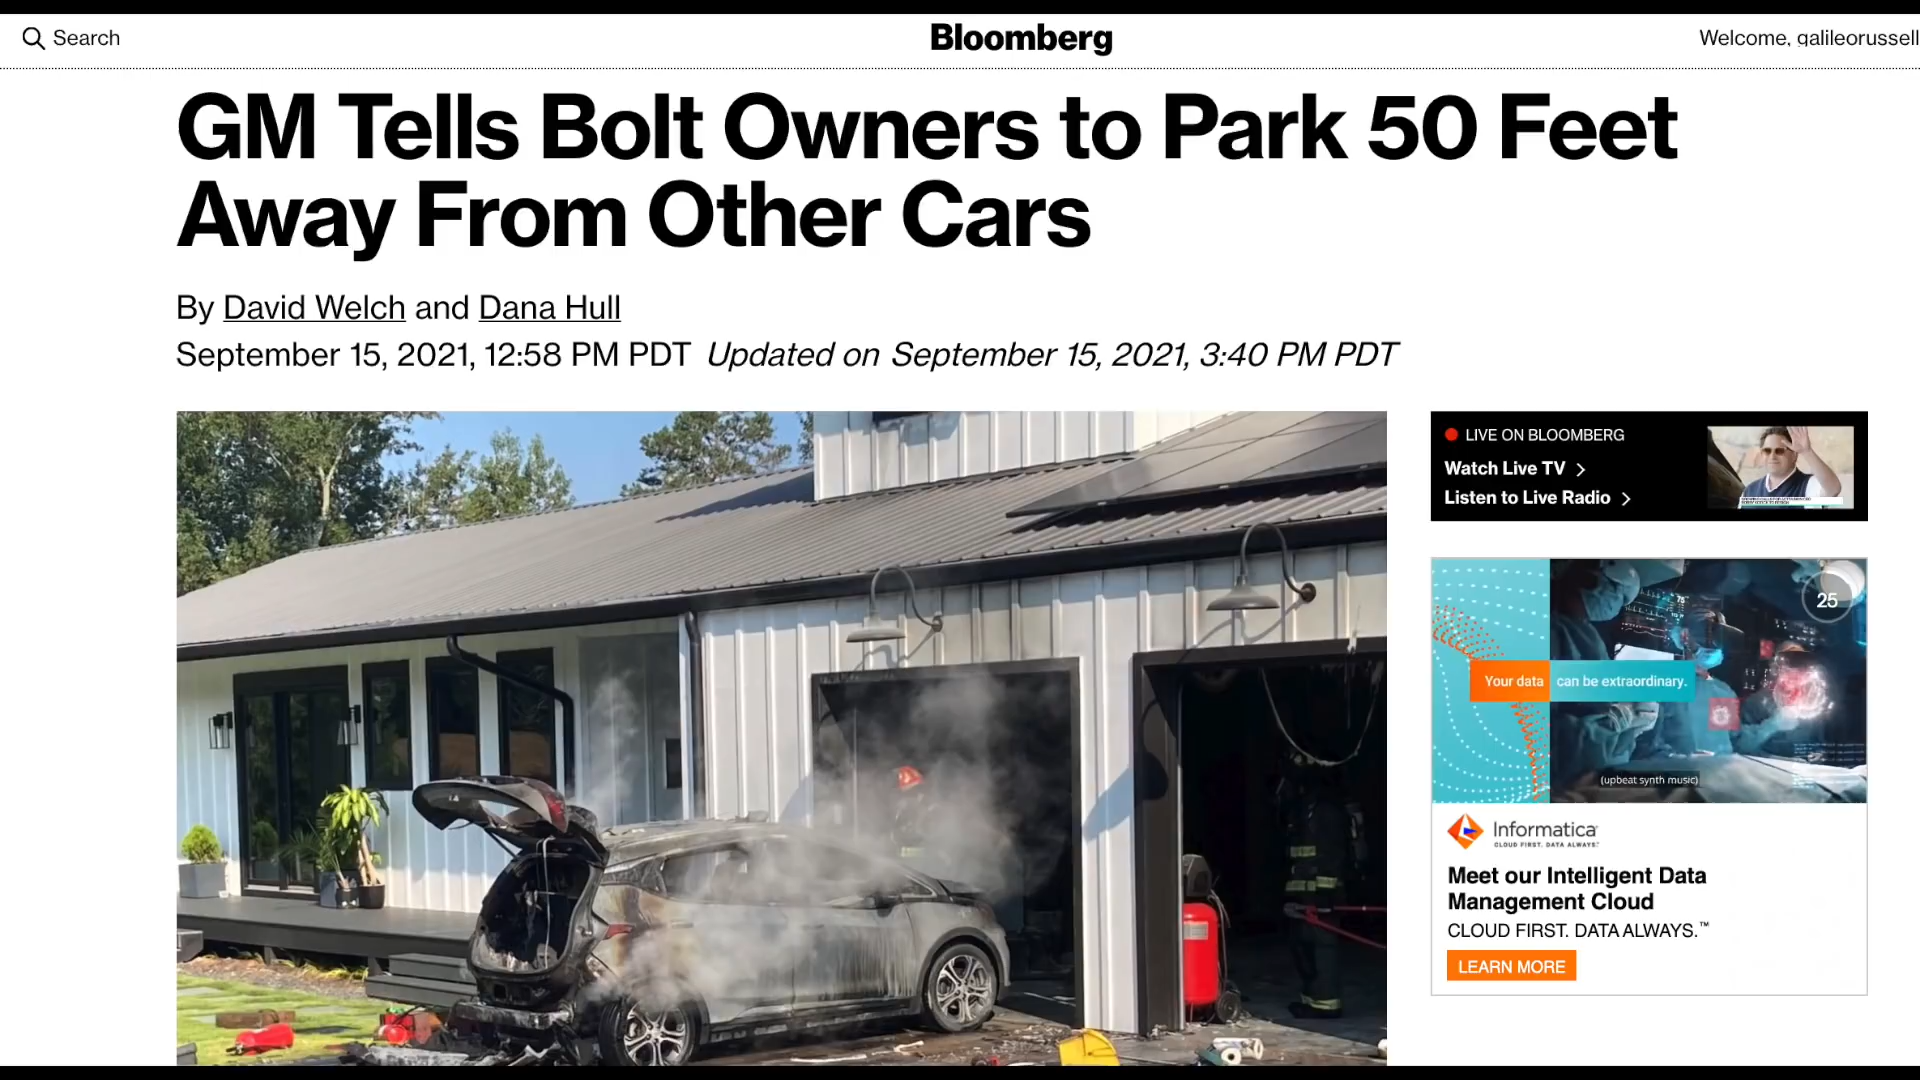 Search
Bloomberg
Welcome, galileorussell
GM Tells Bolt Owners to Park 50 Feet
Away From Other Cars
By David Welch and Dana Hull
September 15, 2021, 12:58 PM PDT Updated on September 15, 2021, 3:40 PM PDT
LIVE ON BLOOMBERG
Watch Live TV
Listen to Live Radio
25
Your data can be extraordinary.
(upbeat synth music)
Informatica
CLOUD FIRST. DATA ALWAYS.™
Meet our Intelligent Data
Management Cloud
CLOUD FIRST. DATA ALWAYS.™
LEARN MORE